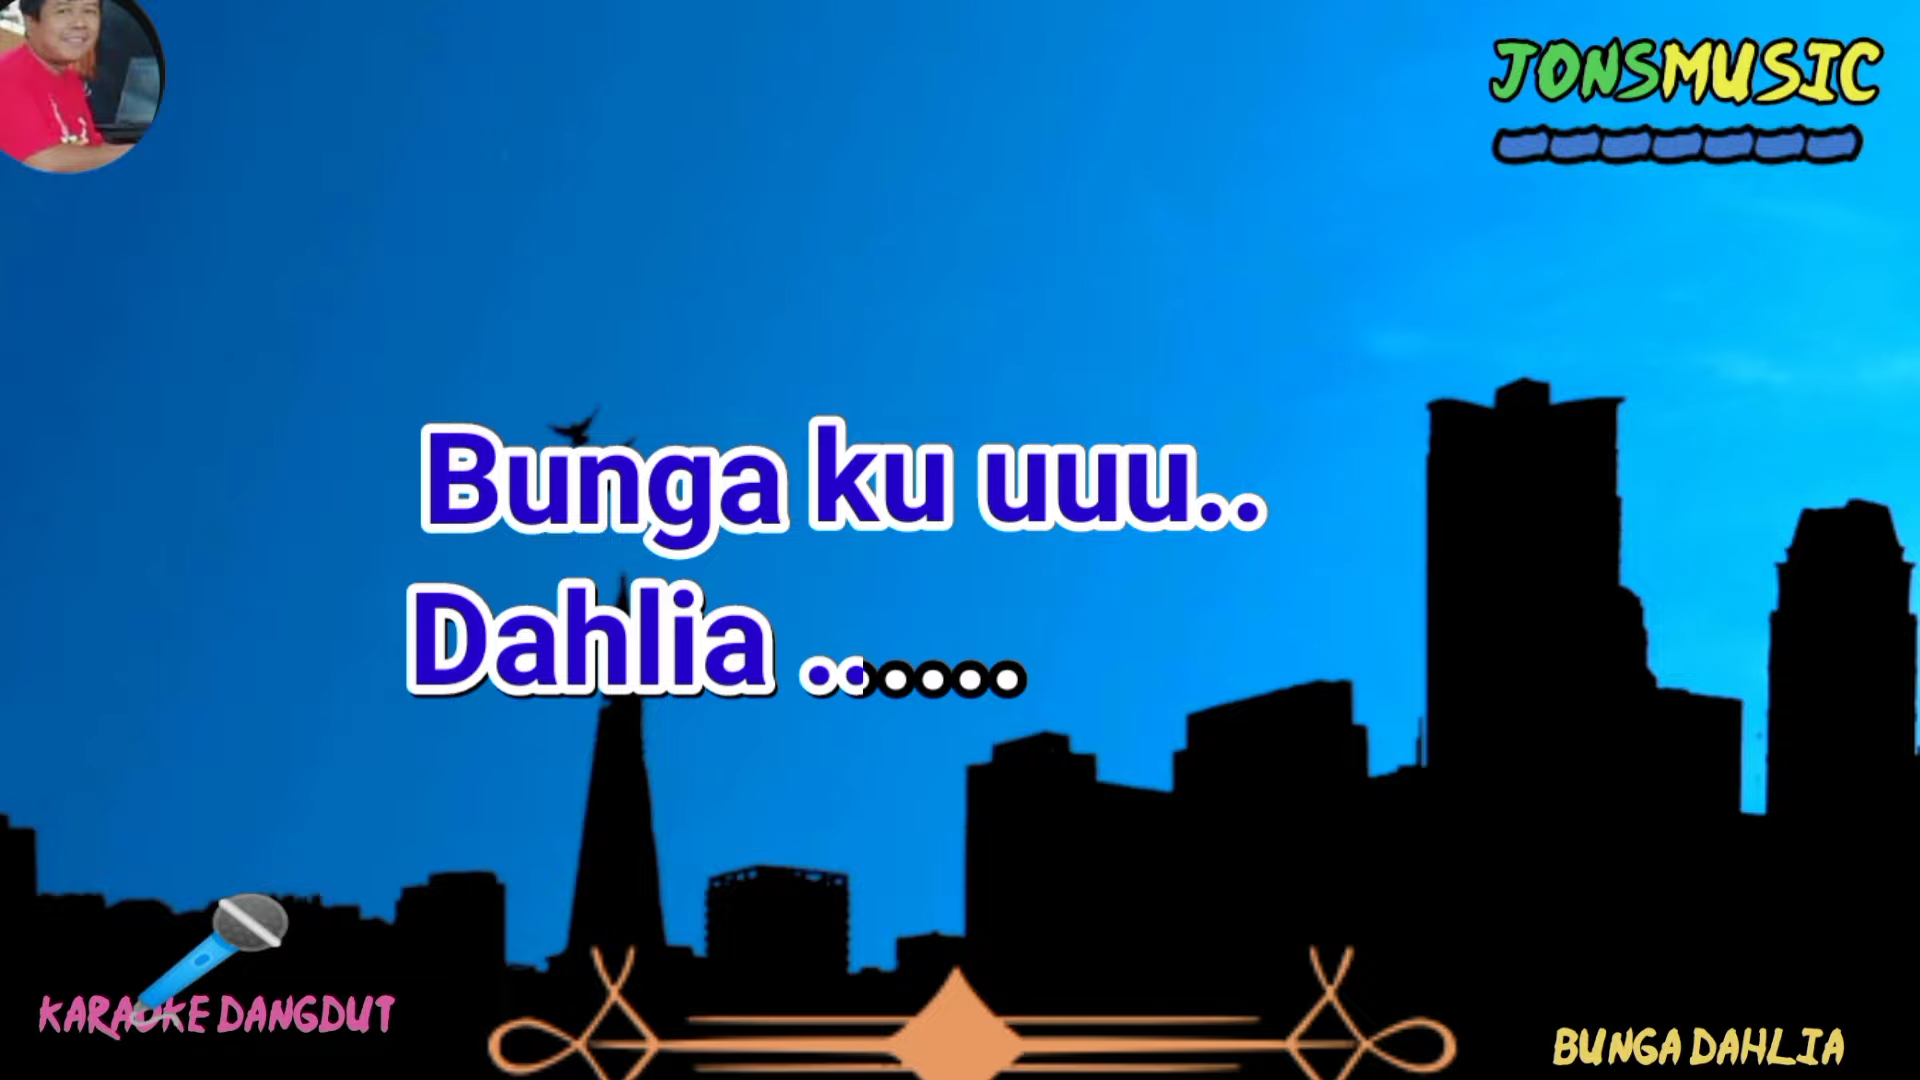 JONSMUSIC
Bunga ku uuu..
Dahlia ......
KARAOKE DANGDUT
BUNGA DAHLIA